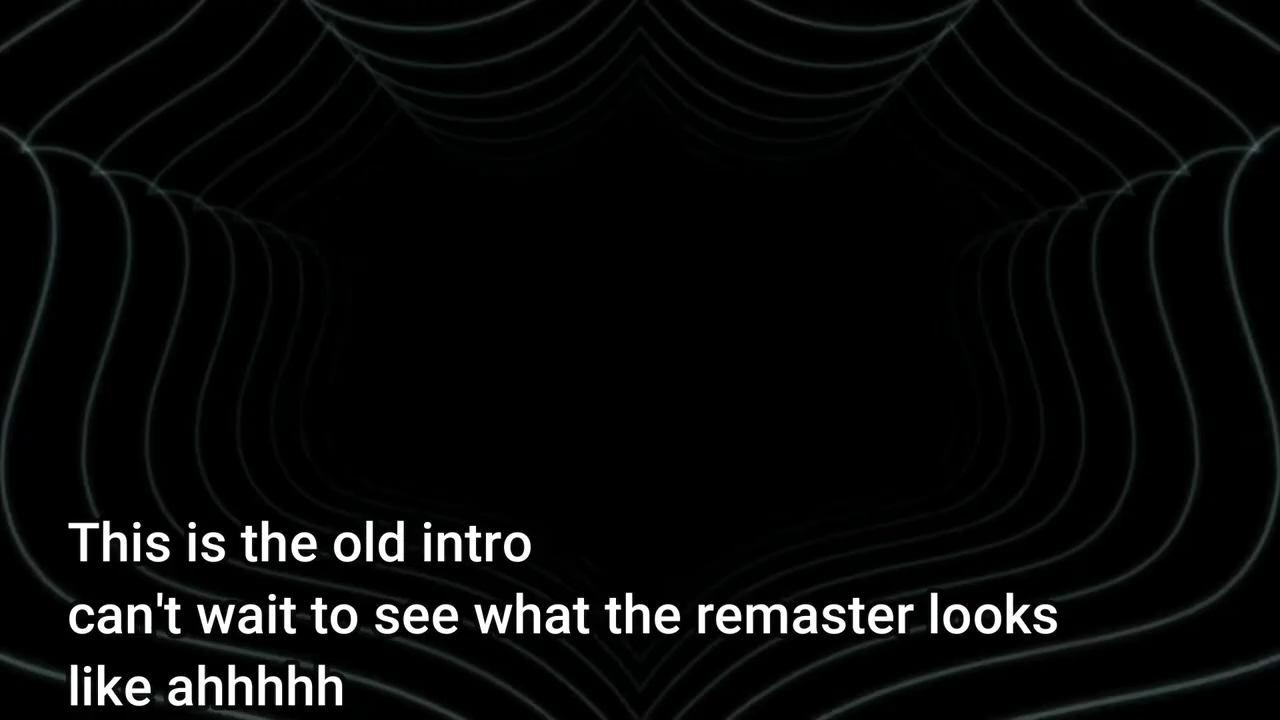 This is the old intro
can't wait to see what the remaster looks
like ahhhhh